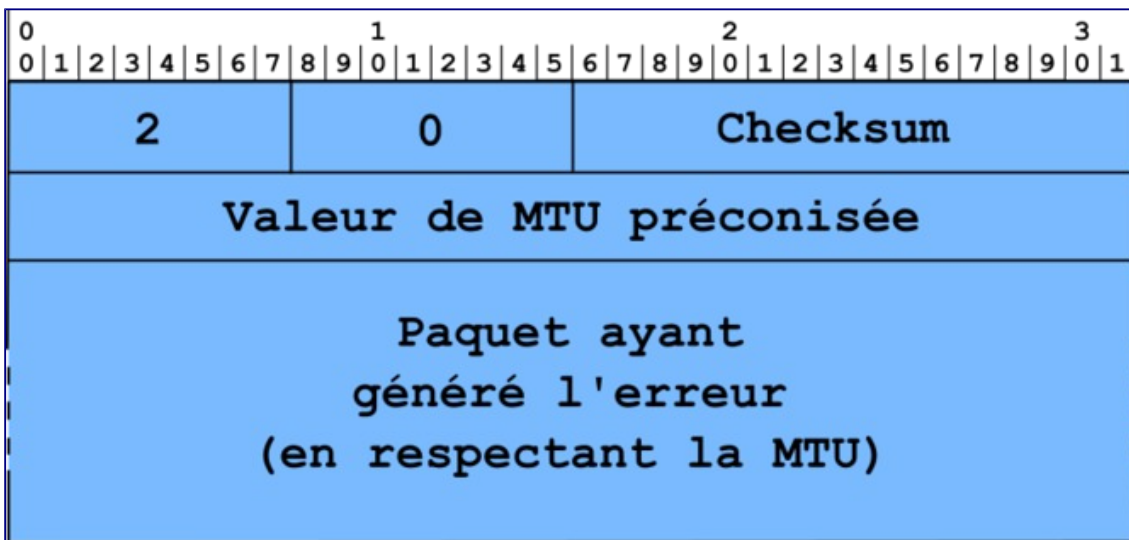 0 1 2 3
0 1 2 3 4 5 6 7 8 9 0 1 2 3 4 5 6 7 8 9 0 1 2 3 4 5 6 7 8 9 0 1
2 0 Checksum
Valeur de MTU préconisée
Paquet ayant
généré l'erreur
(en respectant la MTU)